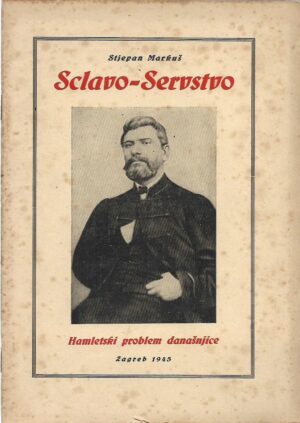 Stjepan Markuš
Sclavo-Servstvo
Hamletski problem današnjice
Zagreb 1945